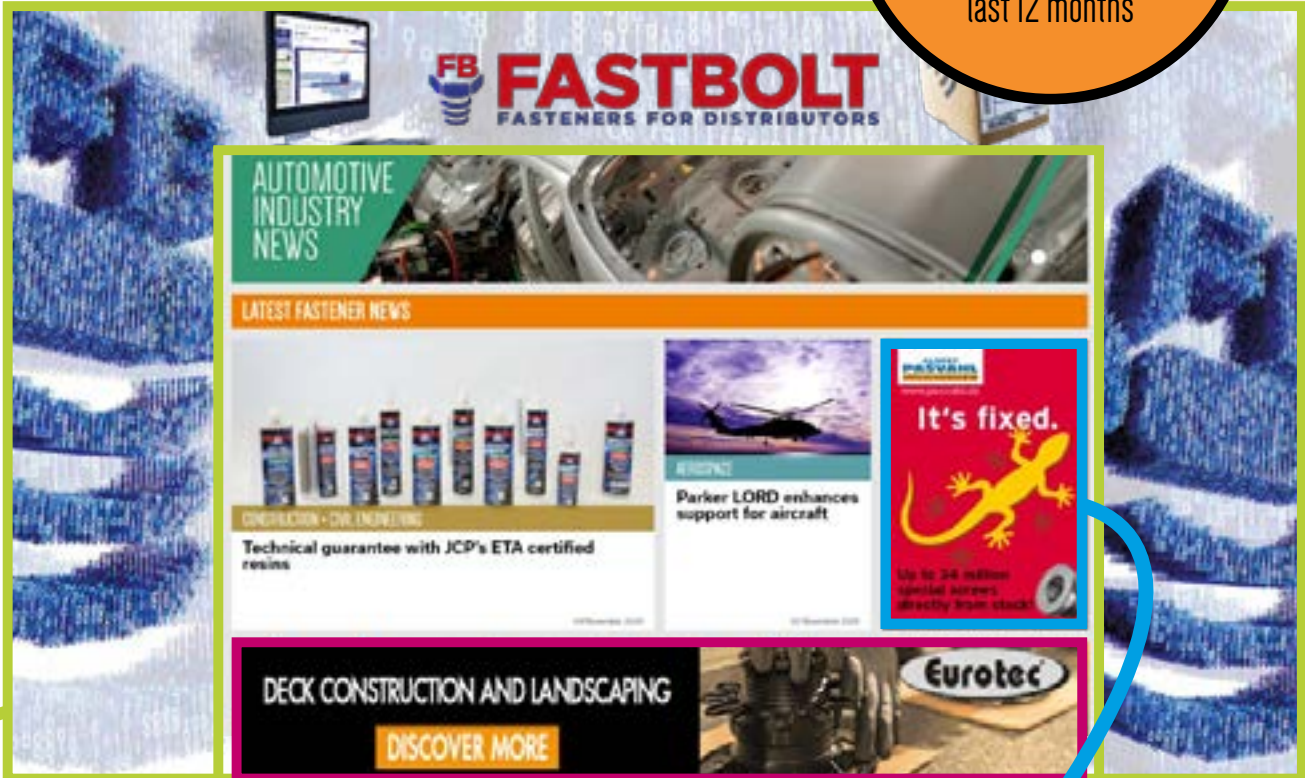 last 12 months
FB FASTBOLT
FASTENERS FOR DISTRIBUTORS
AUTOMOTIVE
INDUSTRY
NEWS
LATEST FASTENER NEWS
CONSTRUCTION + CIVIL ENGINEERING
Technical guarantee with JCP's ETA certified
resins
AEROSPACE
Parker LORD enhances
support for aircraft
PASVAHL
It's fixed.
Up to 24 million
special screws
directly from stock!
DECK CONSTRUCTION AND LANDSCAPING
DISCOVER MORE
Eurotec